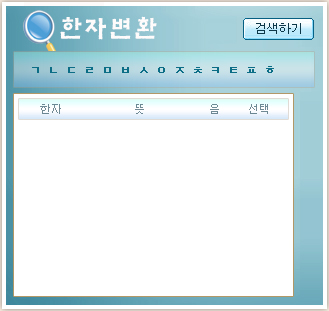 한자변환
검색하기
ㄱ ㄴ ㄷ ㄹ ㅁ ㅂ ㅅ ㅇ ㅈ ㅊ ㅋ ㅌ ㅍ ㅎ
한자 뜻 음 선택